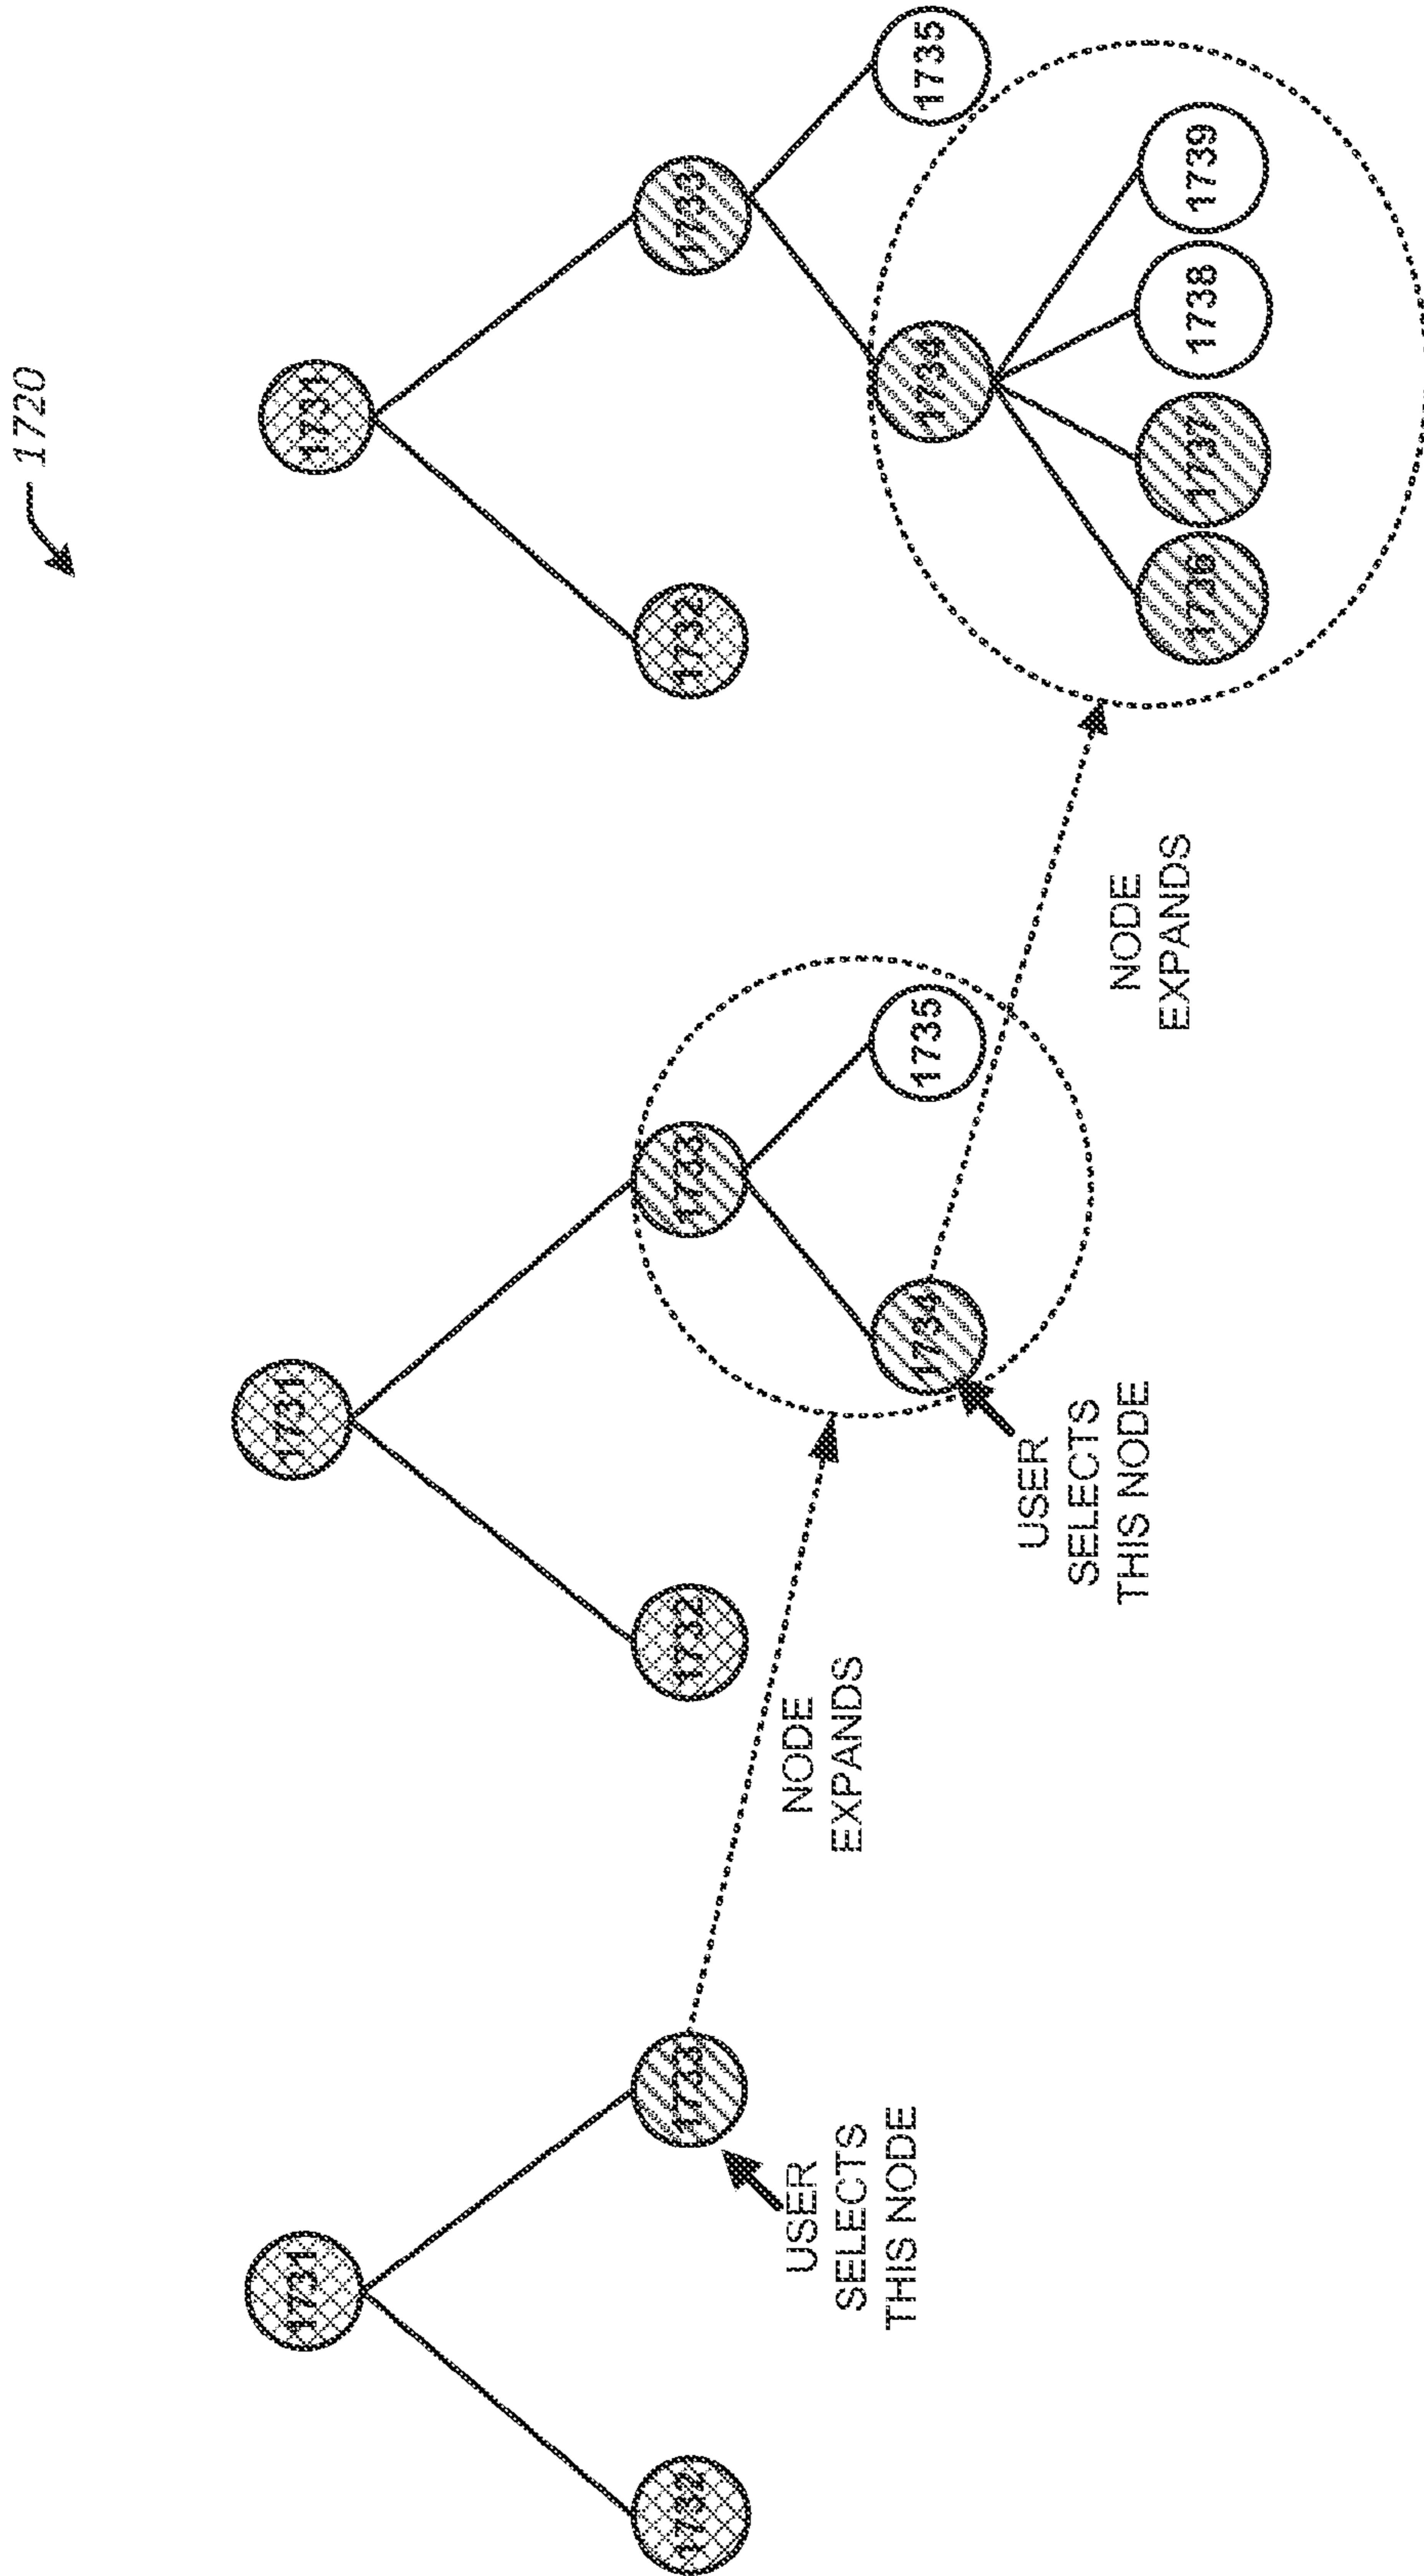 1720
1731
1732
1733
USER
SELECTS
THIS NODE
NODE
EXPANDS
1731
1732
1733
1734
1735
USER
SELECTS
THIS NODE
NODE
EXPANDS
1731
1732
1733
1734
1735
1736
1737
1738
1739